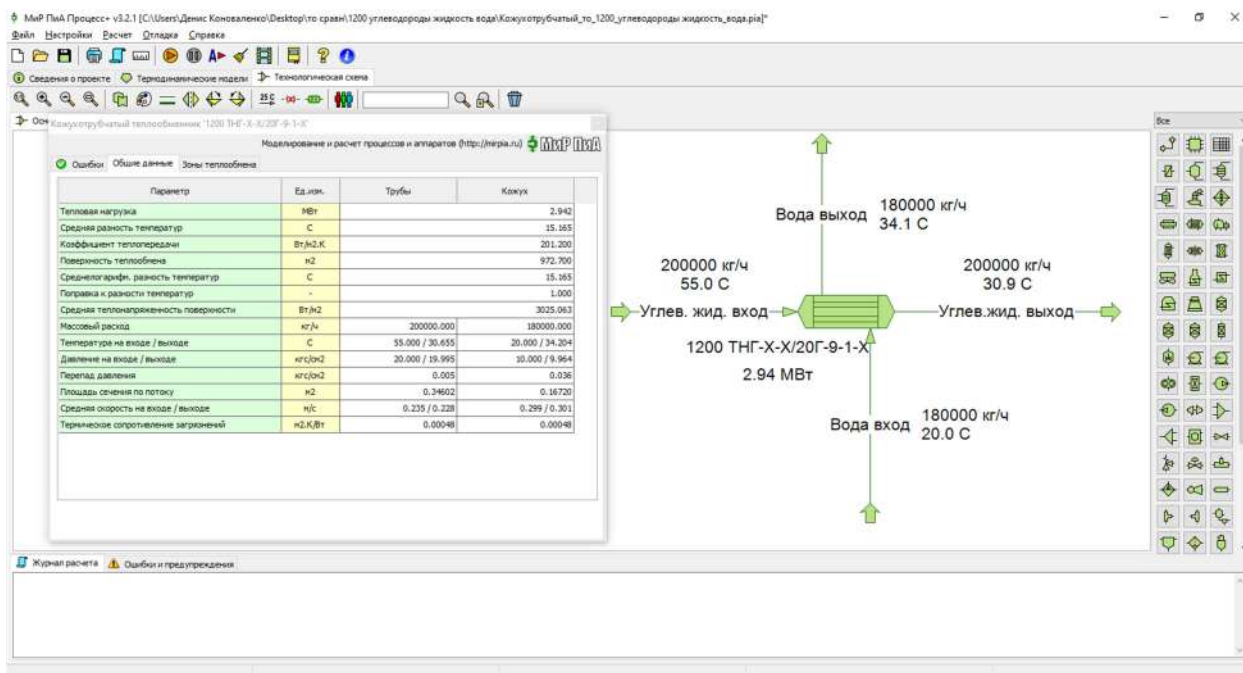 МиР ПиА Процесс+ v3.2.1 [C:\Users\Денис Коноваленко\Desktop\то сравн\1200 углеводороды жидкость вода\Кожухотрубчатый_то_1200_углеводороды жидкость_вода.pia]*
Файл Настройки Расчет Отладка Справка
Сведения о проекте Термодинамические модели Технологическая схема
25 C
Все
Кожухотрубчатый теплообменник '1200 ТНГ-Х-Х/20Г-9-1-Х'
Моделирование и расчет процессов и аппаратов (http://mirpia.ru) МиР ПиА
Ошибки Общие данные Зоны теплообмена
Параметр Ед.изм. Трубы Кожух
Тепловая нагрузка МВт 2.942
Средняя разность температур C 15.165
Коэффициент теплопередачи Вт/м2.К 201.200
Поверхность теплообмена м2 972.700
Среднелогарифм. разность температур C 15.165
Поправка к разности температур - 1.000
Средняя теплонапряженность поверхности Вт/м2 3025.063
Массовый расход кг/ч 200000.000 180000.000
Температура на входе / выходе C 55.000 / 30.655 20.000 / 34.204
Давление на входе / выходе кгс/см2 20.000 / 19.995 10.000 / 9.964
Перепад давления кгс/см2 0.005 0.036
Площадь сечения по потоку м2 0.34602 0.16720
Средняя скорость на входе / выходе м/с 0.235 / 0.228 0.299 / 0.301
Термическое сопротивление загрязнений м2.К/Вт 0.00048 0.00048
Вода выход
180000 кг/ч
34.1 C
200000 кг/ч
55.0 C
Углев. жид. вход
200000 кг/ч
30.9 C
Углев.жид. выход
1200 ТНГ-Х-Х/20Г-9-1-Х
2.94 МВт
Вода вход
180000 кг/ч
20.0 C
Журнал расчета Ошибки и предупреждения